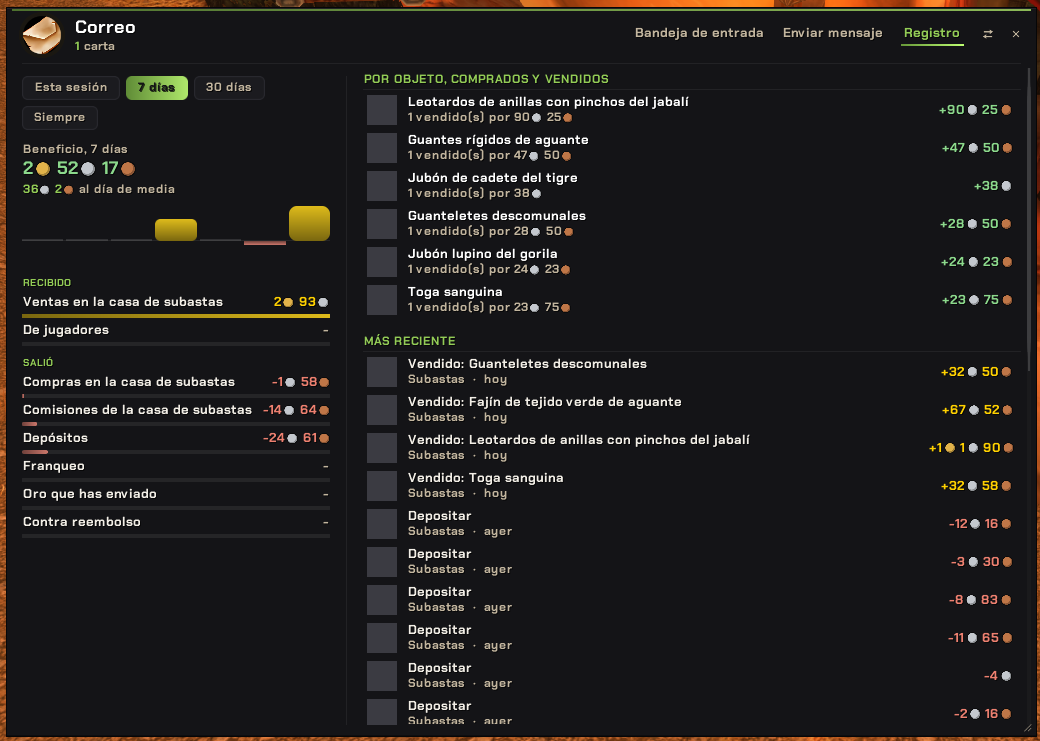 Correo
1 carta
Bandeja de entrada
Enviar mensaje
Registro
Esta sesión
7 días
30 días
Siempre
Beneficio, 7 días
2 52 17
36 2 al día de media
RECIBIDO
Ventas en la casa de subastas 2 93
De jugadores -
SALIÓ
Compras en la casa de subastas -1 58
Comisiones de la casa de subastas -14 64
Depósitos -24 61
Franqueo -
Oro que has enviado -
Contra reembolso -
POR OBJETO, COMPRADOS Y VENDIDOS
Leotardos de anillas con pinchos del jabalí
1 vendido(s) por 90 25
+90 25
Guantes rígidos de aguante
1 vendido(s) por 47 50
+47 50
Jubón de cadete del tigre
1 vendido(s) por 38
+38
Guanteletes descomunales
1 vendido(s) por 28 50
+28 50
Jubón lupino del gorila
1 vendido(s) por 24 23
+24 23
Toga sanguina
1 vendido(s) por 23 75
+23 75
MÁS RECIENTE
Vendido: Guanteletes descomunales
Subastas · hoy
+32 50
Vendido: Fajín de tejido verde de aguante
Subastas · hoy
+67 52
Vendido: Leotardos de anillas con pinchos del jabalí
Subastas · hoy
+1 1 90
Vendido: Toga sanguina
Subastas · hoy
+32 58
Depositar
Subastas · ayer
-12 16
Depositar
Subastas · ayer
-3 30
Depositar
Subastas · ayer
-8 83
Depositar
Subastas · ayer
-11 65
Depositar
Subastas · ayer
-4
Depositar
Subastas · ayer
-2 16